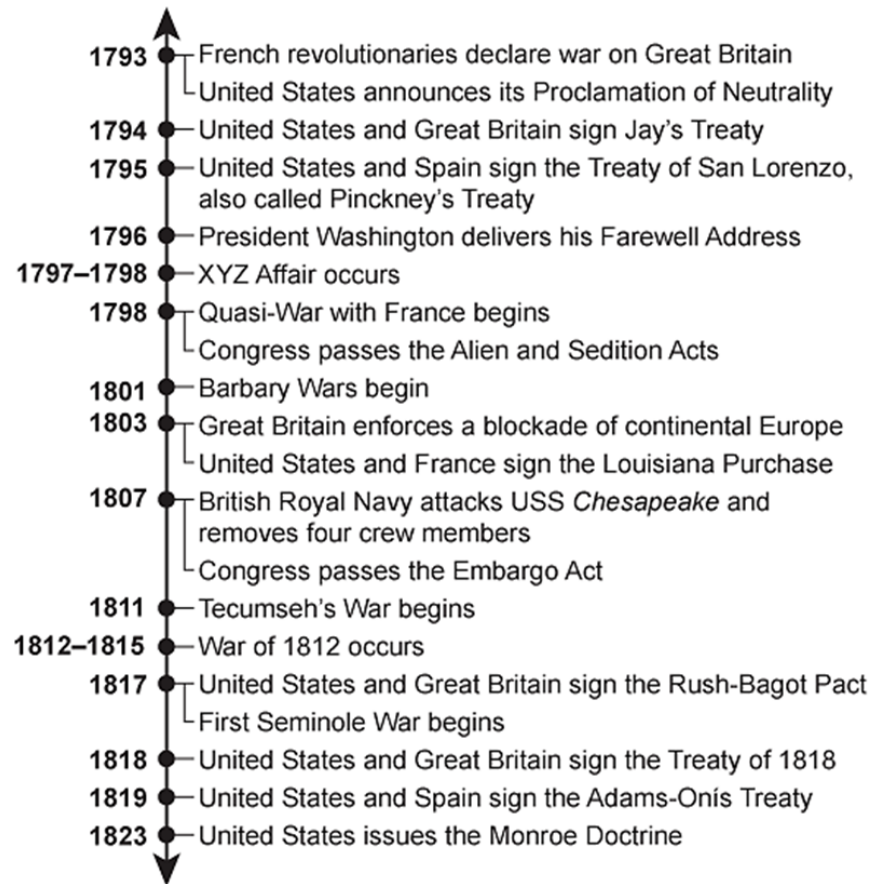 1793 French revolutionaries declare war on Great Britain
United States announces its Proclamation of Neutrality
1794 United States and Great Britain sign Jay's Treaty
1795 United States and Spain sign the Treaty of San Lorenzo,
also called Pinckney's Treaty
1796 President Washington delivers his Farewell Address
1797–1798 XYZ Affair occurs
1798 Quasi-War with France begins
Congress passes the Alien and Sedition Acts
1801 Barbary Wars begin
1803 Great Britain enforces a blockade of continental Europe
United States and France sign the Louisiana Purchase
1807 British Royal Navy attacks USS Chesapeake and
removes four crew members
Congress passes the Embargo Act
1811 Tecumseh's War begins
1812–1815 War of 1812 occurs
1817 United States and Great Britain sign the Rush-Bagot Pact
First Seminole War begins
1818 United States and Great Britain sign the Treaty of 1818
1819 United States and Spain sign the Adams-Onís Treaty
1823 United States issues the Monroe Doctrine